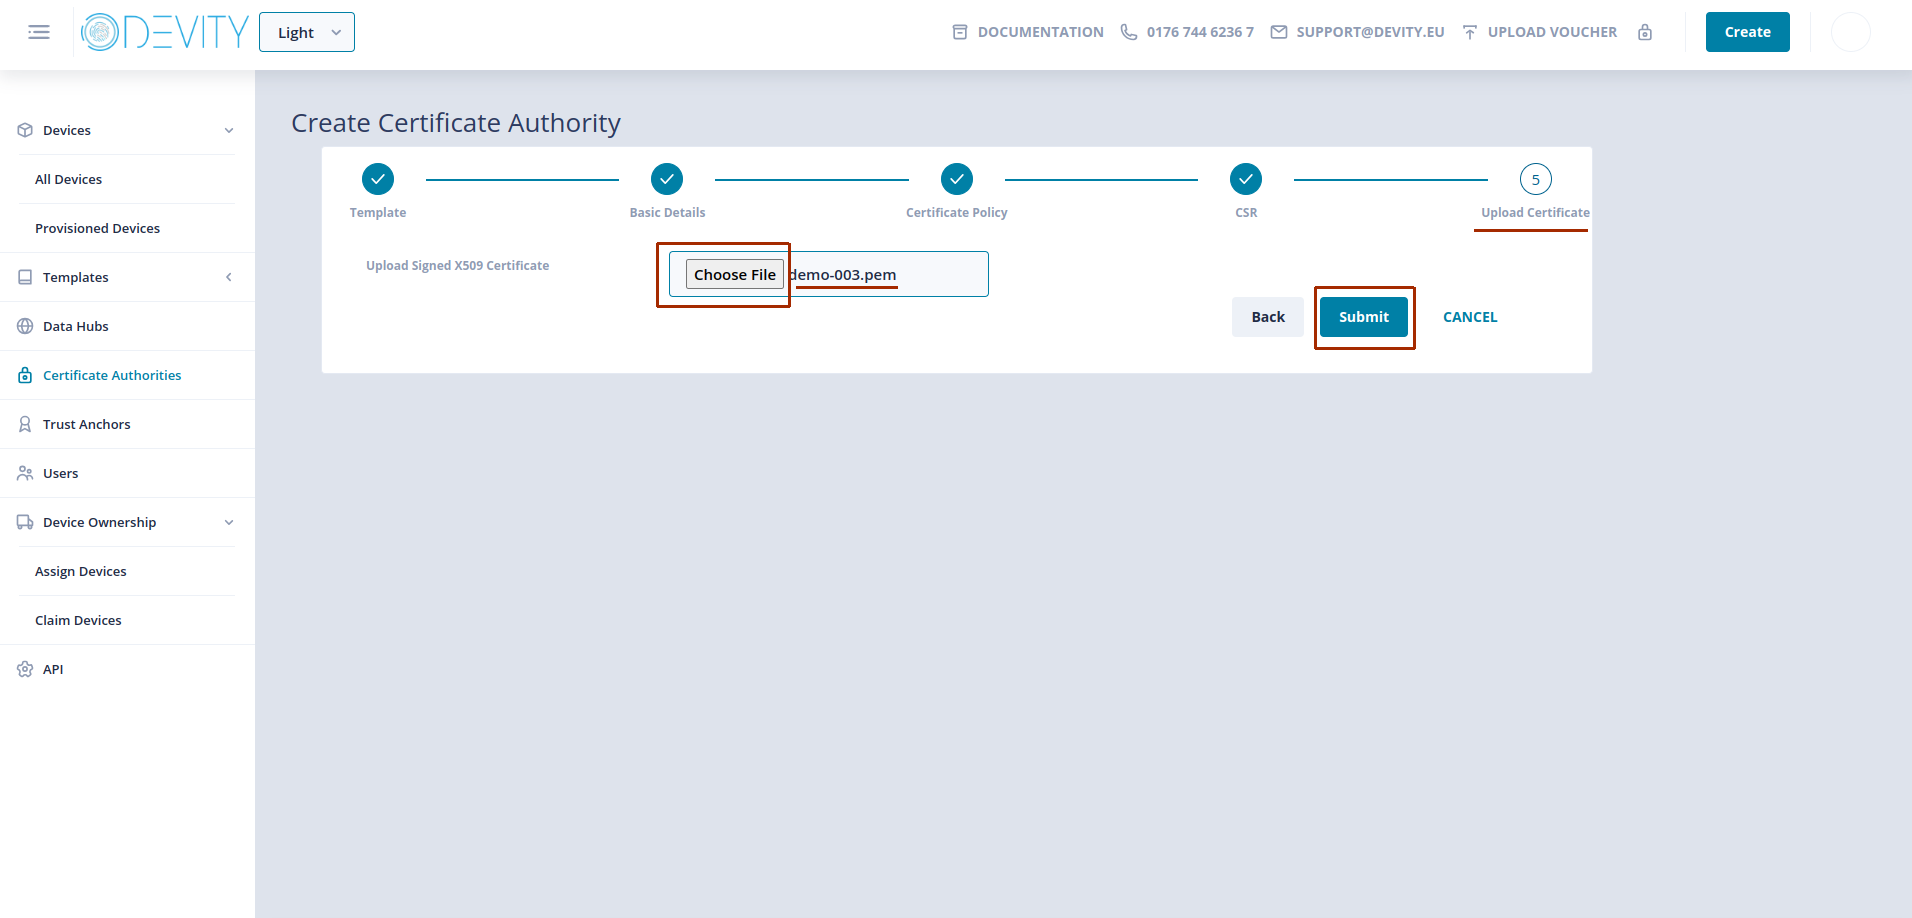 DEVITY
Light
DOCUMENTATION
0176 744 6236 7
SUPPORT@DEVITY.EU
UPLOAD VOUCHER
Create
Devices
All Devices
Provisioned Devices
Templates
Data Hubs
Certificate Authorities
Trust Anchors
Users
Device Ownership
Assign Devices
Claim Devices
API
Create Certificate Authority
5
Template
Basic Details
Certificate Policy
CSR
Upload Certificate
Upload Signed X509 Certificate
Choose File demo-003.pem
Back
Submit
CANCEL